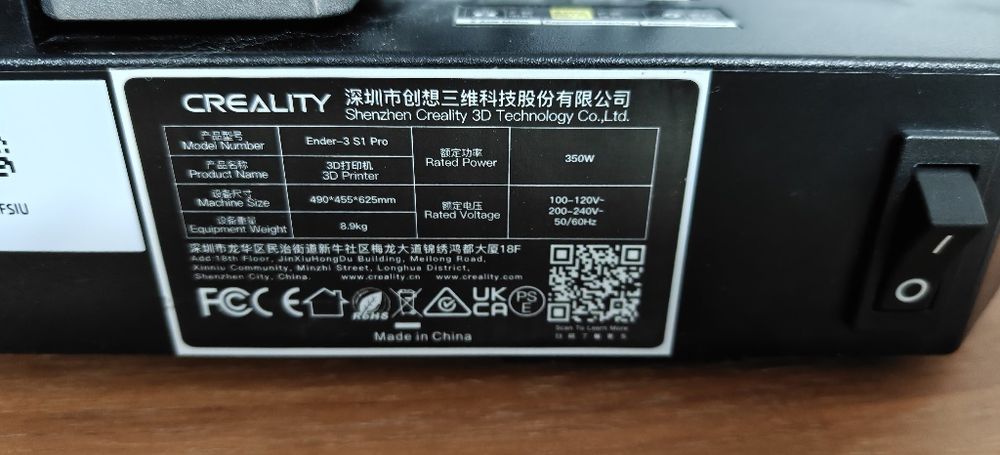 FSIU
CREALITY 深圳市创想三维科技股份有限公司
Shenzhen Creality 3D Technology Co.,Ltd.
产品型号
Model Number
Ender-3 S1 Pro
额定功率
Rated Power
350W
产品名称
Product Name
3D打印机
3D Printer
设备尺寸
Machine Size
490*455*625mm
额定电压
Rated Voltage
100-120V~
200-240V~
50/60Hz
设备重量
Equipment Weight
8.9kg
深圳市龙华区民治街道新牛社区梅龙大道锦绣鸿都大厦18F
Add:18th Floor, JinXiuHongDu Building, Meilong Road,
Xinniu Community, Minzhi Street, Longhua District,
Shenzhen City, China. www.creality.cn www.creality.com
FC CE RoHS UK CA PS E
Scan To Learn More
扫码了解更多
Made in China
I
O